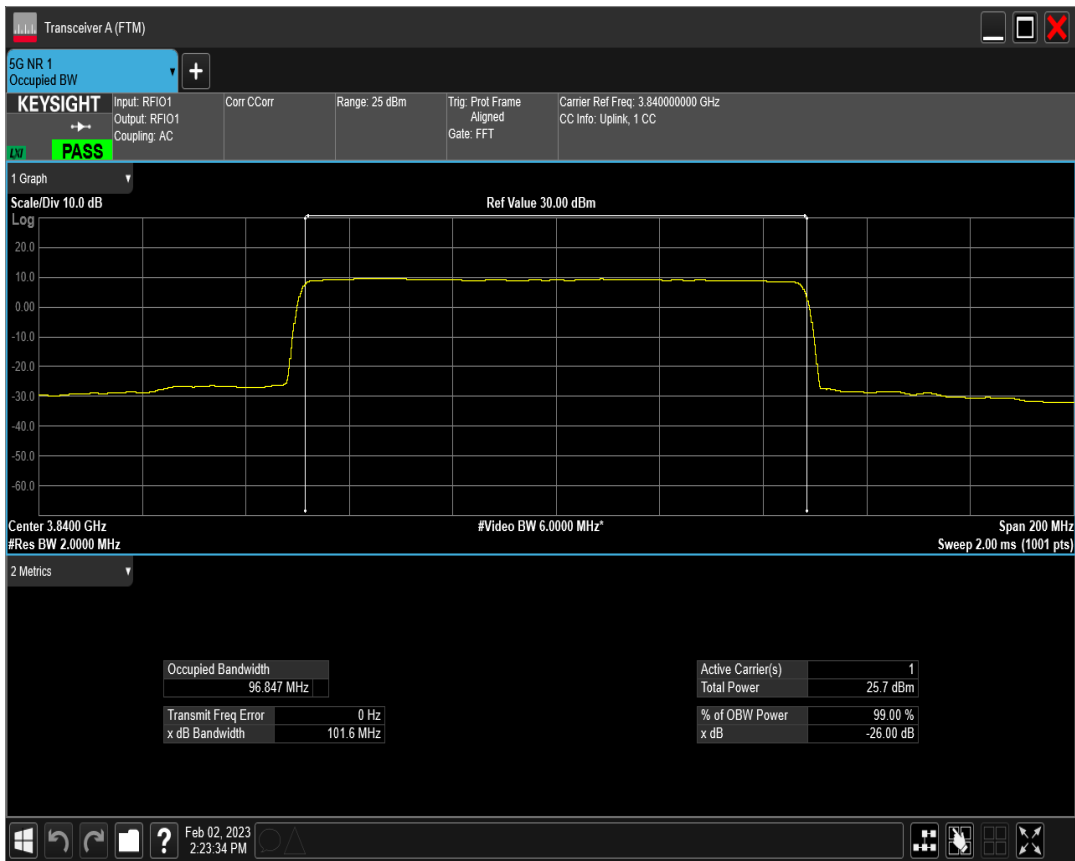 Transceiver A (FTM)
5G NR 1
Occupied BW
+
KEYSIGHT
LXI
PASS
Input: RFIO1
Output: RFIO1
Coupling: AC
Corr CCorr
Range: 25 dBm
Trig: Prot Frame
Aligned
Gate: FFT
Carrier Ref Freq: 3.840000000 GHz
CC Info: Uplink, 1 CC
1 Graph
Scale/Div 10.0 dB
Ref Value 30.00 dBm
Log
20.0
10.0
0.00
-10.0
-20.0
-30.0
-40.0
-50.0
-60.0
Center 3.8400 GHz
#Video BW 6.0000 MHz*
Span 200 MHz
#Res BW 2.0000 MHz
Sweep 2.00 ms (1001 pts)
2 Metrics
Occupied Bandwidth
96.847 MHz
Transmit Freq Error 0 Hz
x dB Bandwidth 101.6 MHz
Active Carrier(s) 1
Total Power 25.7 dBm
% of OBW Power 99.00 %
x dB -26.00 dB
?
Feb 02, 2023
2:23:34 PM